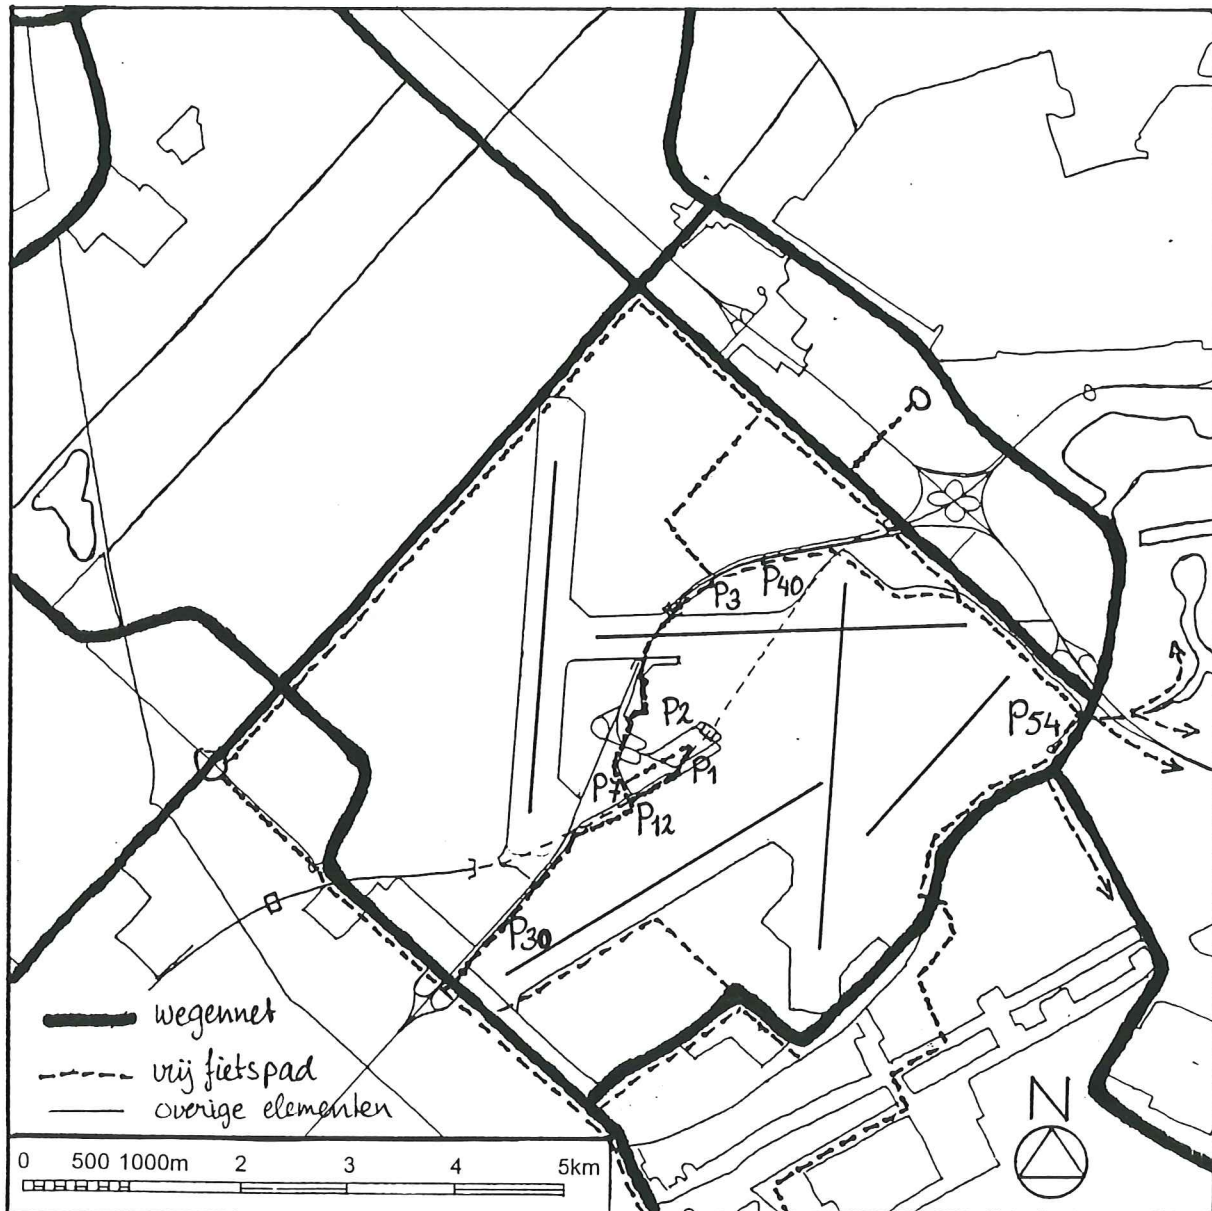 P40
P3
P2
P54
P7
P1
P12
P30
wegennet
vrij fietspad
overige elementen
N
0 500 1000m 2 3 4 5km